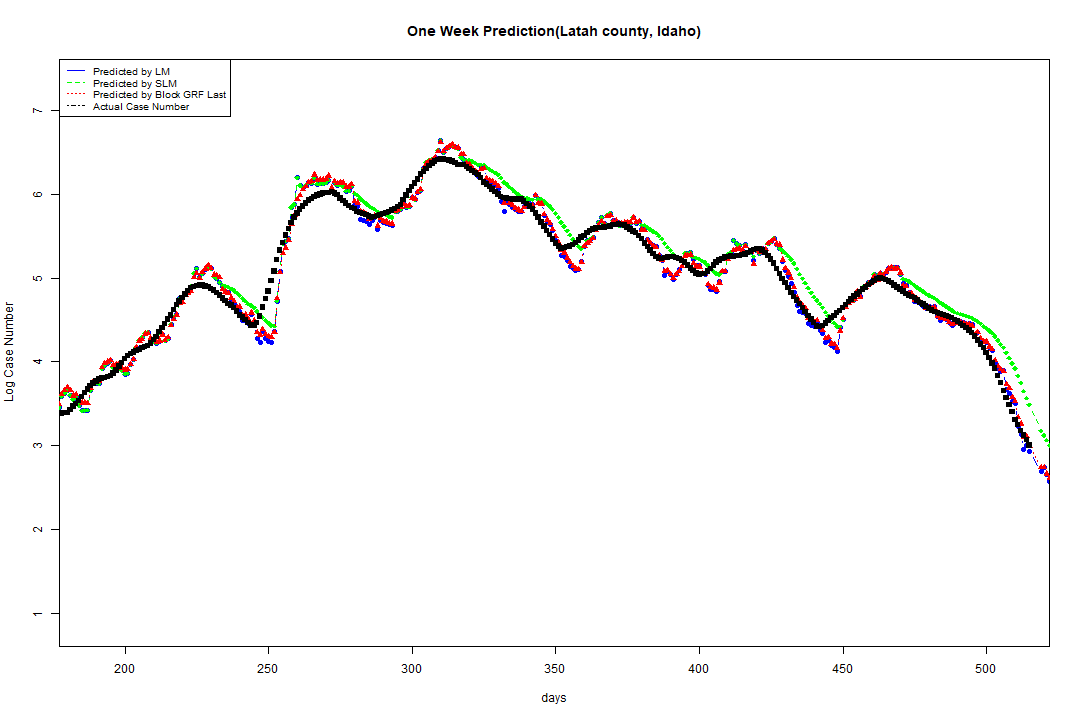 One Week Prediction(Latah county, Idaho)
Predicted by LM
Predicted by SLM
Predicted by Block GRF Last
Actual Case Number
7
6
5
4
3
2
1
Log Case Number
200 250 300 350 400 450 500
days